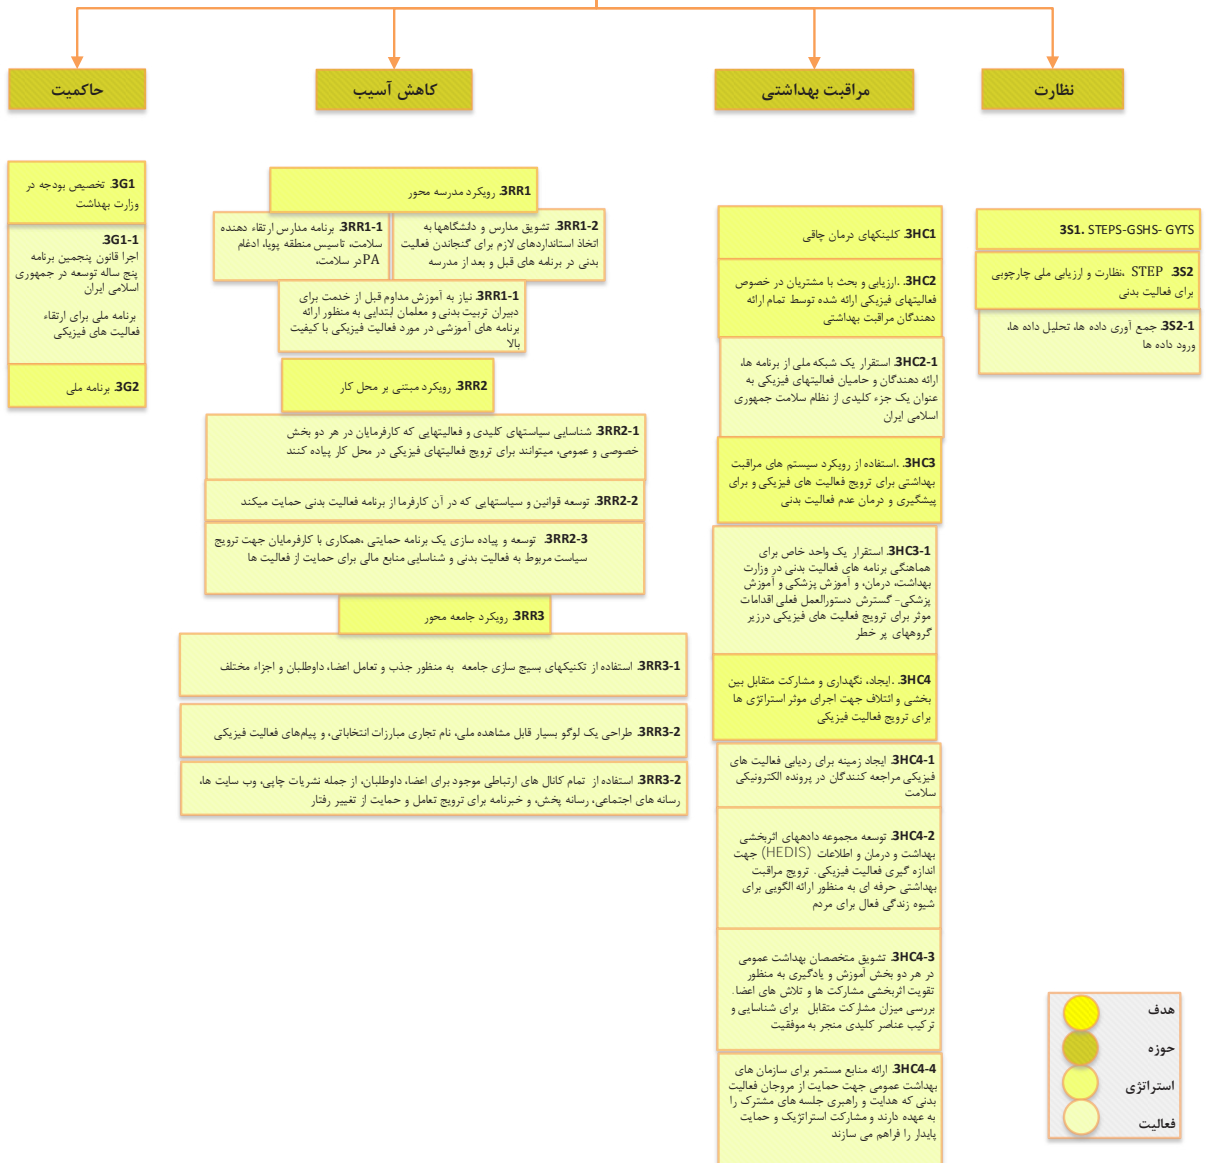 نظارت
مراقبت بهداشتی
کاهش آسیب
حاکمیت
3S1. STEPS-GSHS- GYTS
3S2. STEP ،نظارت و ارزیابی ملی چارچوبی
برای فعالیت بدنی
3S2-1. جمع آوری داده ها، تحلیل داده ها،
ورود داده ها
3HC1. کلینکهای درمان چاقی
3HC2. .ارزیابی و بحث با مشتریان در خصوص
فعالیتهای فیزیکی ارائه شده توسط تمام ارائه
دهندگان مراقبت بهداشتی
3HC2-1. استقرار یک شبکه ملی از برنامه ها،
ارائه دهندگان و حامیان فعالیتهای فیزیکی به
عنوان یک جزء کلیدی از نظام سلامت جمهوری
اسلامی ایران
3HC3. .استفاده از رویکرد سیستم های مراقبت
بهداشتی برای ترویج فعالیت های فیزیکی و برای
پیشگیری و درمان عدم فعالیت بدنی
3HC3-1. استقرار یک واحد خاص برای
هماهنگی برنامه های فعالیت بدنی در وزارت
بهداشت، درمان، و آموزش پزشکی و آموزش
پزشکی- گسترش دستورالعمل فعلی اقدامات
موثر برای ترویج فعالیت های فیزیکی درزیر
گروههای پر خطر
3HC4. .ایجاد، نگهداری و مشارکت متقابل بین
بخشی و ائتلاف جهت اجرای موثر استراتژی ها
برای ترویج فعالیت فیزیکی
3HC4-1. ایجاد زمینه برای ردیابی فعالیت های
فیزیکی مراجعه کنندگان در پرونده الکترونیکی
سلامت
3HC4-2. توسعه مجموعه دادههای اثربخشی
بهداشت و درمان و اطلاعات (HEDIS) جهت
اندازه گیری فعالیت فیزیکی. ترویج مراقبت
بهداشتی حرفه ای به منظور ارائه الگویی برای
شیوه زندگی فعال برای مردم
3HC4-3. تشویق متخصصان بهداشت عمومی
در هر دو بخش آموزش و یادگیری به منظور
تقویت اثربخشی مشارکت ها و تلاش های اعضا.
بررسی میزان مشارکت متقابل برای شناسایی و
ترکیب عناصر کلیدی منجر به موفقیت
3HC4-4. ارائه منابع مستمر برای سازمان های
بهداشت عمومی جهت حمایت از مروجان فعالیت
بدنی که هدایت و راهبری جلسه های مشترک را
به عهده دارند و مشارکت استراتژیک و حمایت
پایدار را فراهم می سازند
3RR1. رویکرد مدرسه محور
3RR1-2. تشویق مدارس و دانشگاهها به
اتخاذ استانداردهای لازم برای گنجاندن فعالیت
بدنی در برنامه های قبل و بعد از مدرسه
3RR1-1. برنامه مدارس ارتقاء دهنده
سلامت، تاسیس منطقه پویا، ادغام
PAدر سلامت،
3RR1-1. نیاز به آموزش مداوم قبل از خدمت برای
دبیران تربیت بدنی و معلمان ابتدایی به منظور ارائه
برنامه های آموزشی در مورد فعالیت فیزیکی با کیفیت
بالا
3RR2. رویکرد مبتنی بر محل کار
3RR2-1. شناسایی سیاستهای کلیدی و فعالیتهایی که کارفرمایان در هر دو بخش
خصوصی و عمومی، میتوانند برای ترویج فعالیتهای فیزیکی در محل کار پیاده کنند
3RR2-2. توسعه قوانین و سیاستهایی که در آن کارفرما از برنامه فعالیت بدنی حمایت میکند
3RR2-3. توسعه و پیاده سازی یک برنامه حمایتی ،همکاری با کارفرمایان جهت ترویج
سیاست مربوط به فعالیت بدنی و شناسایی منابع مالی برای حمایت از فعالیت ها
3RR3. رویکرد جامعه محور
3RR3-1. استفاده از تکنیکهای بسیج سازی جامعه به منظور جذب و تعامل اعضا، داوطلبان و اجزاء مختلف
3RR3-2. طراحی یک لوگو بسیار قابل مشاهده ملی، نام تجاری مبارزات انتخاباتی، و پیام‌های فعالیت فیزیکی
3RR3-2. استفاده از تمام کانال های ارتباطی موجود برای اعضا، داوطلبان، از جمله نشریات چاپی، وب سایت ها،
رسانه های اجتماعی، رسانه پخش، و خبرنامه برای ترویج تعامل و حمایت از تغییر رفتار
3G1. تخصیص بودجه در
وزارت بهداشت
3G1-1.
اجرا قانون پنجمین برنامه
پنج ساله توسعه در جمهوری
اسلامی ایران
برنامه ملی برای ارتقاء
فعالیت های فیزیکی
3G2. برنامه ملی
هدف
حوزه
استراتژی
فعالیت